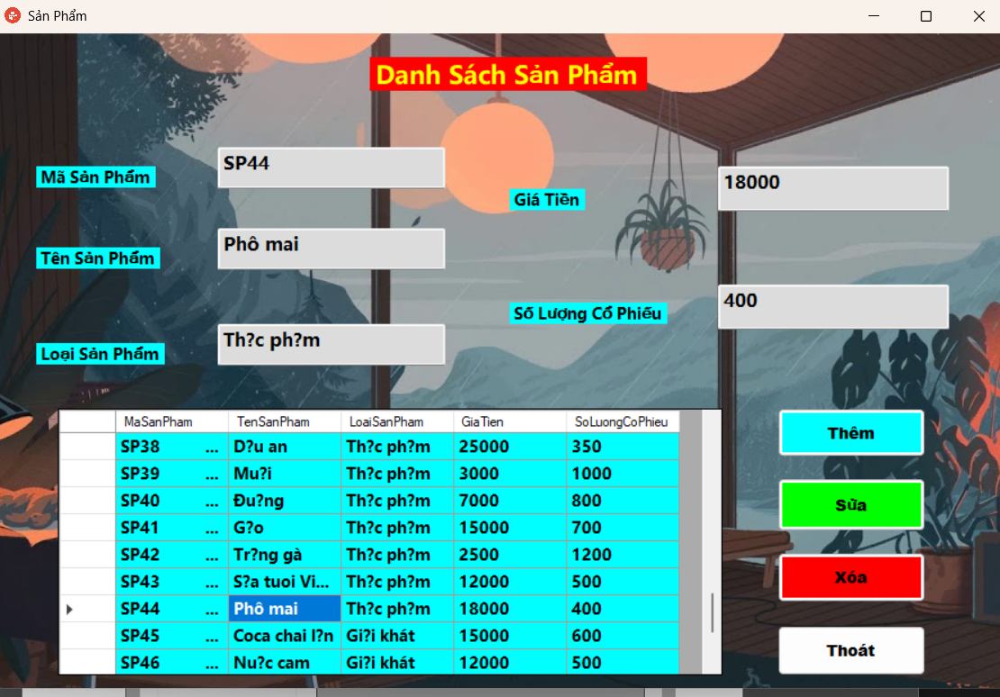 Sản Phẩm
Danh Sách Sản Phẩm
Mã Sản Phẩm
SP44
Giá Tiền
18000
Tên Sản Phẩm
Phô mai
Số Lượng Cổ Phiếu
400
Loại Sản Phẩm
Th?c ph?m
MaSanPham TenSanPham LoaiSanPham GiaTien SoLuongCoPhieu
SP38 ... D?u an Th?c ph?m 25000 350
SP39 ... Mu?i Th?c ph?m 3000 1000
SP40 ... Đu?ng Th?c ph?m 7000 800
SP41 ... G?o Th?c ph?m 15000 700
SP42 ... Tr?ng gà Th?c ph?m 2500 1200
SP43 ... S?a tuoi Vi... Th?c ph?m 12000 500
SP44 ... Phô mai Th?c ph?m 18000 400
SP45 ... Coca chai l?n Gi?i khát 15000 600
SP46 ... Nu?c cam Gi?i khát 12000 500
Thêm
Sửa
Xóa
Thoát